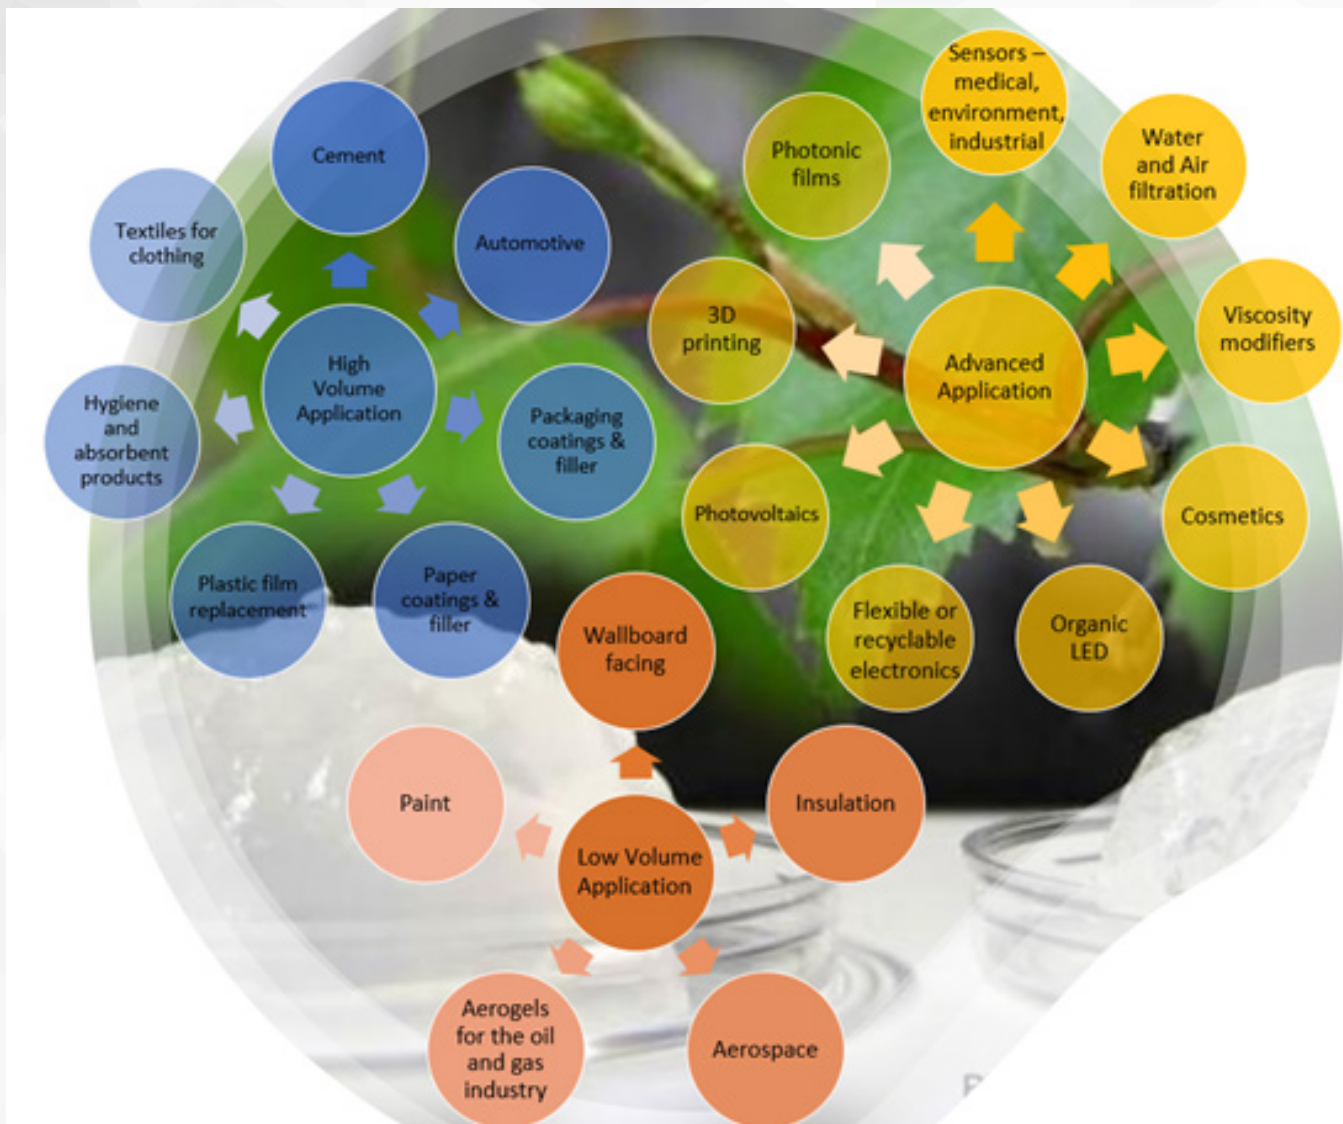 Cement
Textiles for
clothing
Automotive
High
Volume
Application
Hygiene
and
absorbent
products
Packaging
coatings &
filler
Plastic film
replacement
Paper
coatings &
filler
Sensors –
medical,
environment,
industrial
Photonic
films
Water
and Air
filtration
3D
printing
Advanced
Application
Viscosity
modifiers
Photovoltaics
Cosmetics
Flexible or
recyclable
electronics
Organic
LED
Wallboard
facing
Paint
Insulation
Low Volume
Application
Aerogels
for the oil
and gas
industry
Aerospace